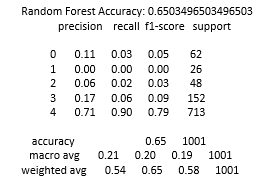 Random Forest Accuracy: 0.6503496503496503
precision recall f1-score support
0 0.11 0.03 0.05 62
1 0.00 0.00 0.00 26
2 0.06 0.02 0.03 48
3 0.17 0.06 0.09 152
4 0.71 0.90 0.79 713
accuracy 0.65 1001
macro avg 0.21 0.20 0.19 1001
weighted avg 0.54 0.65 0.58 1001